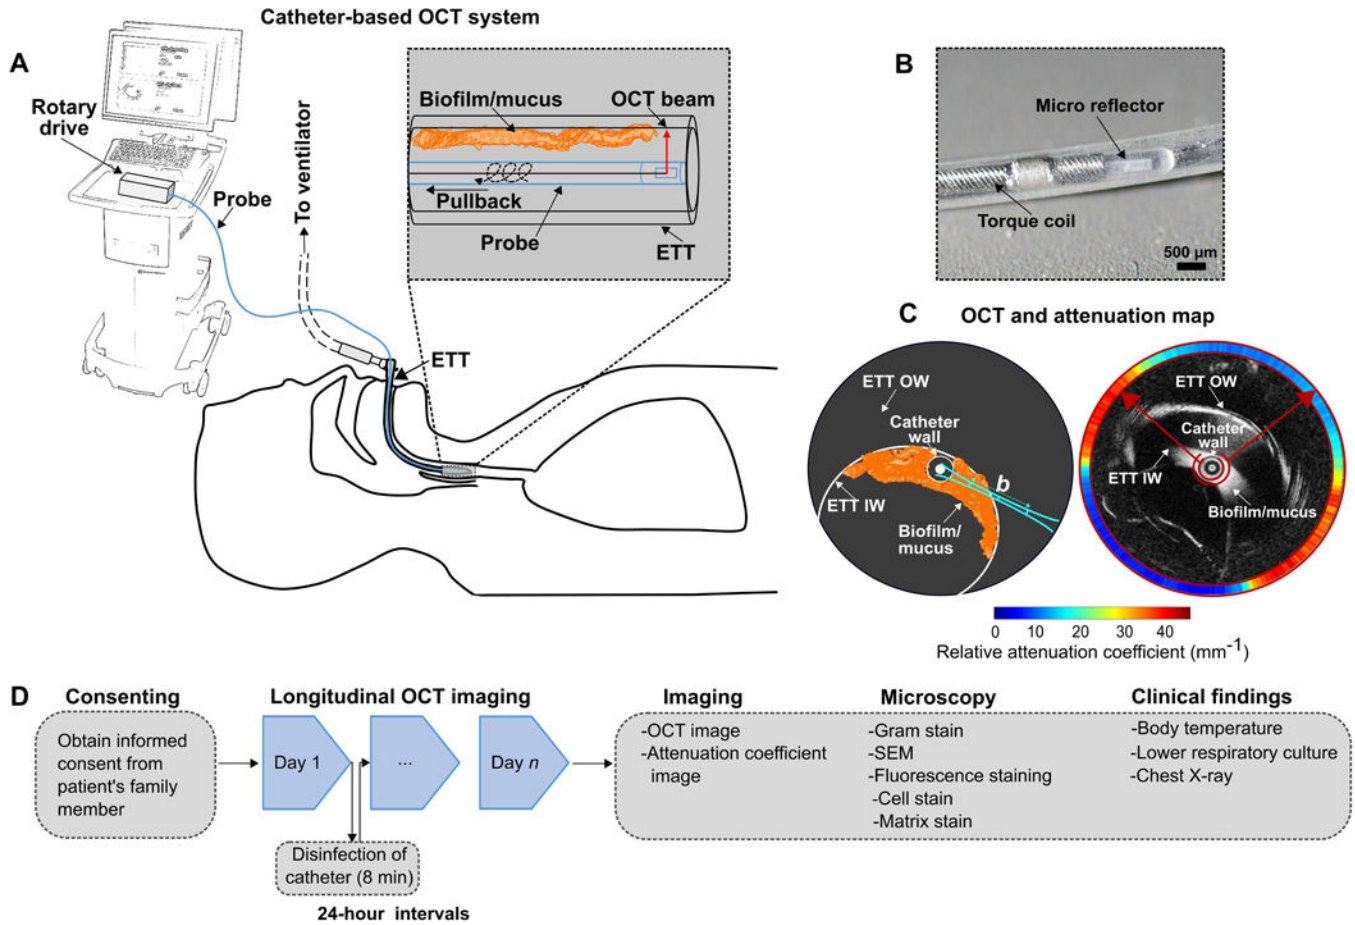 Catheter-based OCT system
A
Rotary
drive
Probe
To ventilator
Biofilm/mucus
OCT beam
Pullback
Probe
ETT
ETT
B
Micro reflector
Torque coil
500 µm
C
OCT and attenuation map
ETT OW
Catheter
wall
b
ETT IW
Biofilm/
mucus
ETT OW
Catheter
wall
ETT IW
Biofilm/mucus
0 10 20 30 40
Relative attenuation coefficient (mm-1)
D
Consenting
Obtain informed
consent from
patient's family
member
Longitudinal OCT imaging
Day 1
...
Day n
Disinfection of
catheter (8 min)
24-hour intervals
Imaging
-OCT image
-Attenuation coefficient
image
Microscopy
-Gram stain
-SEM
-Fluorescence staining
-Cell stain
-Matrix stain
Clinical findings
-Body temperature
-Lower respiratory culture
-Chest X-ray